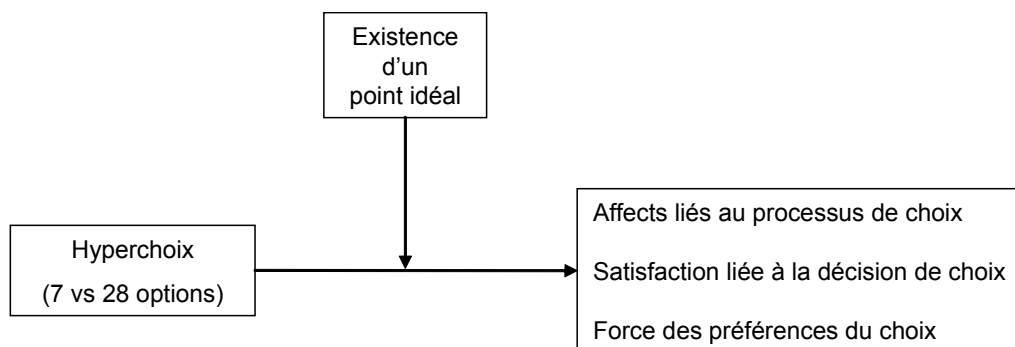 Existence
d'un
point idéal
Hyperchoix
(7 vs 28 options)
Affects liés au processus de choix
Satisfaction liée à la décision de choix
Force des préférences du choix